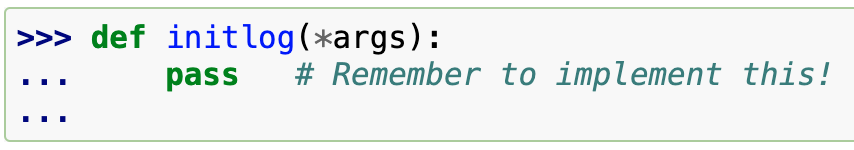 >>> def initlog(*args):
...     pass   # Remember to implement this!
...